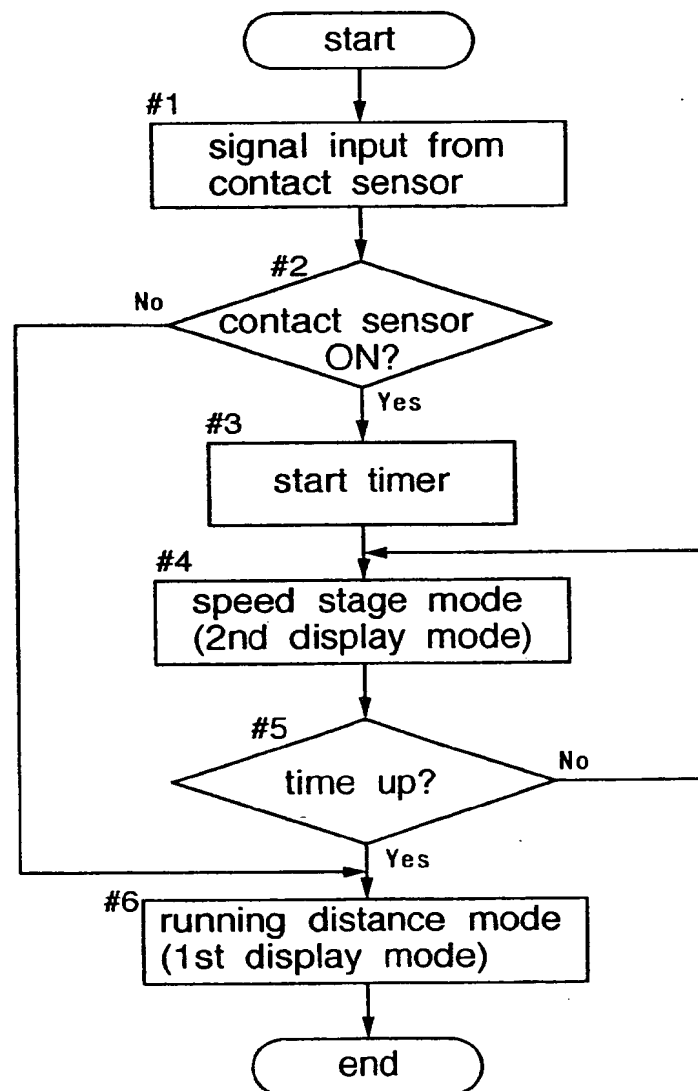 start
#1
signal input from
contact sensor
#2
No
contact sensor
ON?
Yes
#3
start timer
#4
speed stage mode
(2nd display mode)
#5
time up?
No
Yes
#6
running distance mode
(1st display mode)
end